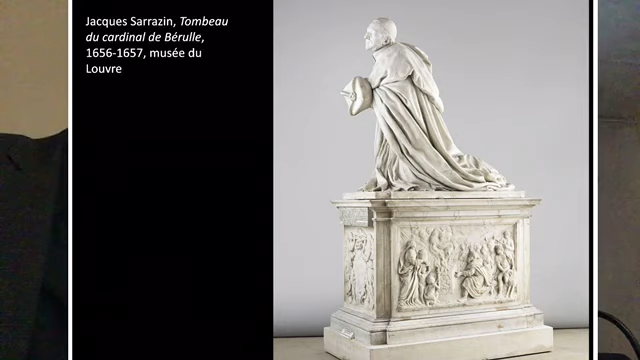 Jacques Sarrazin, Tombeau
du cardinal de Bérulle,
1656-1657, musée du
Louvre